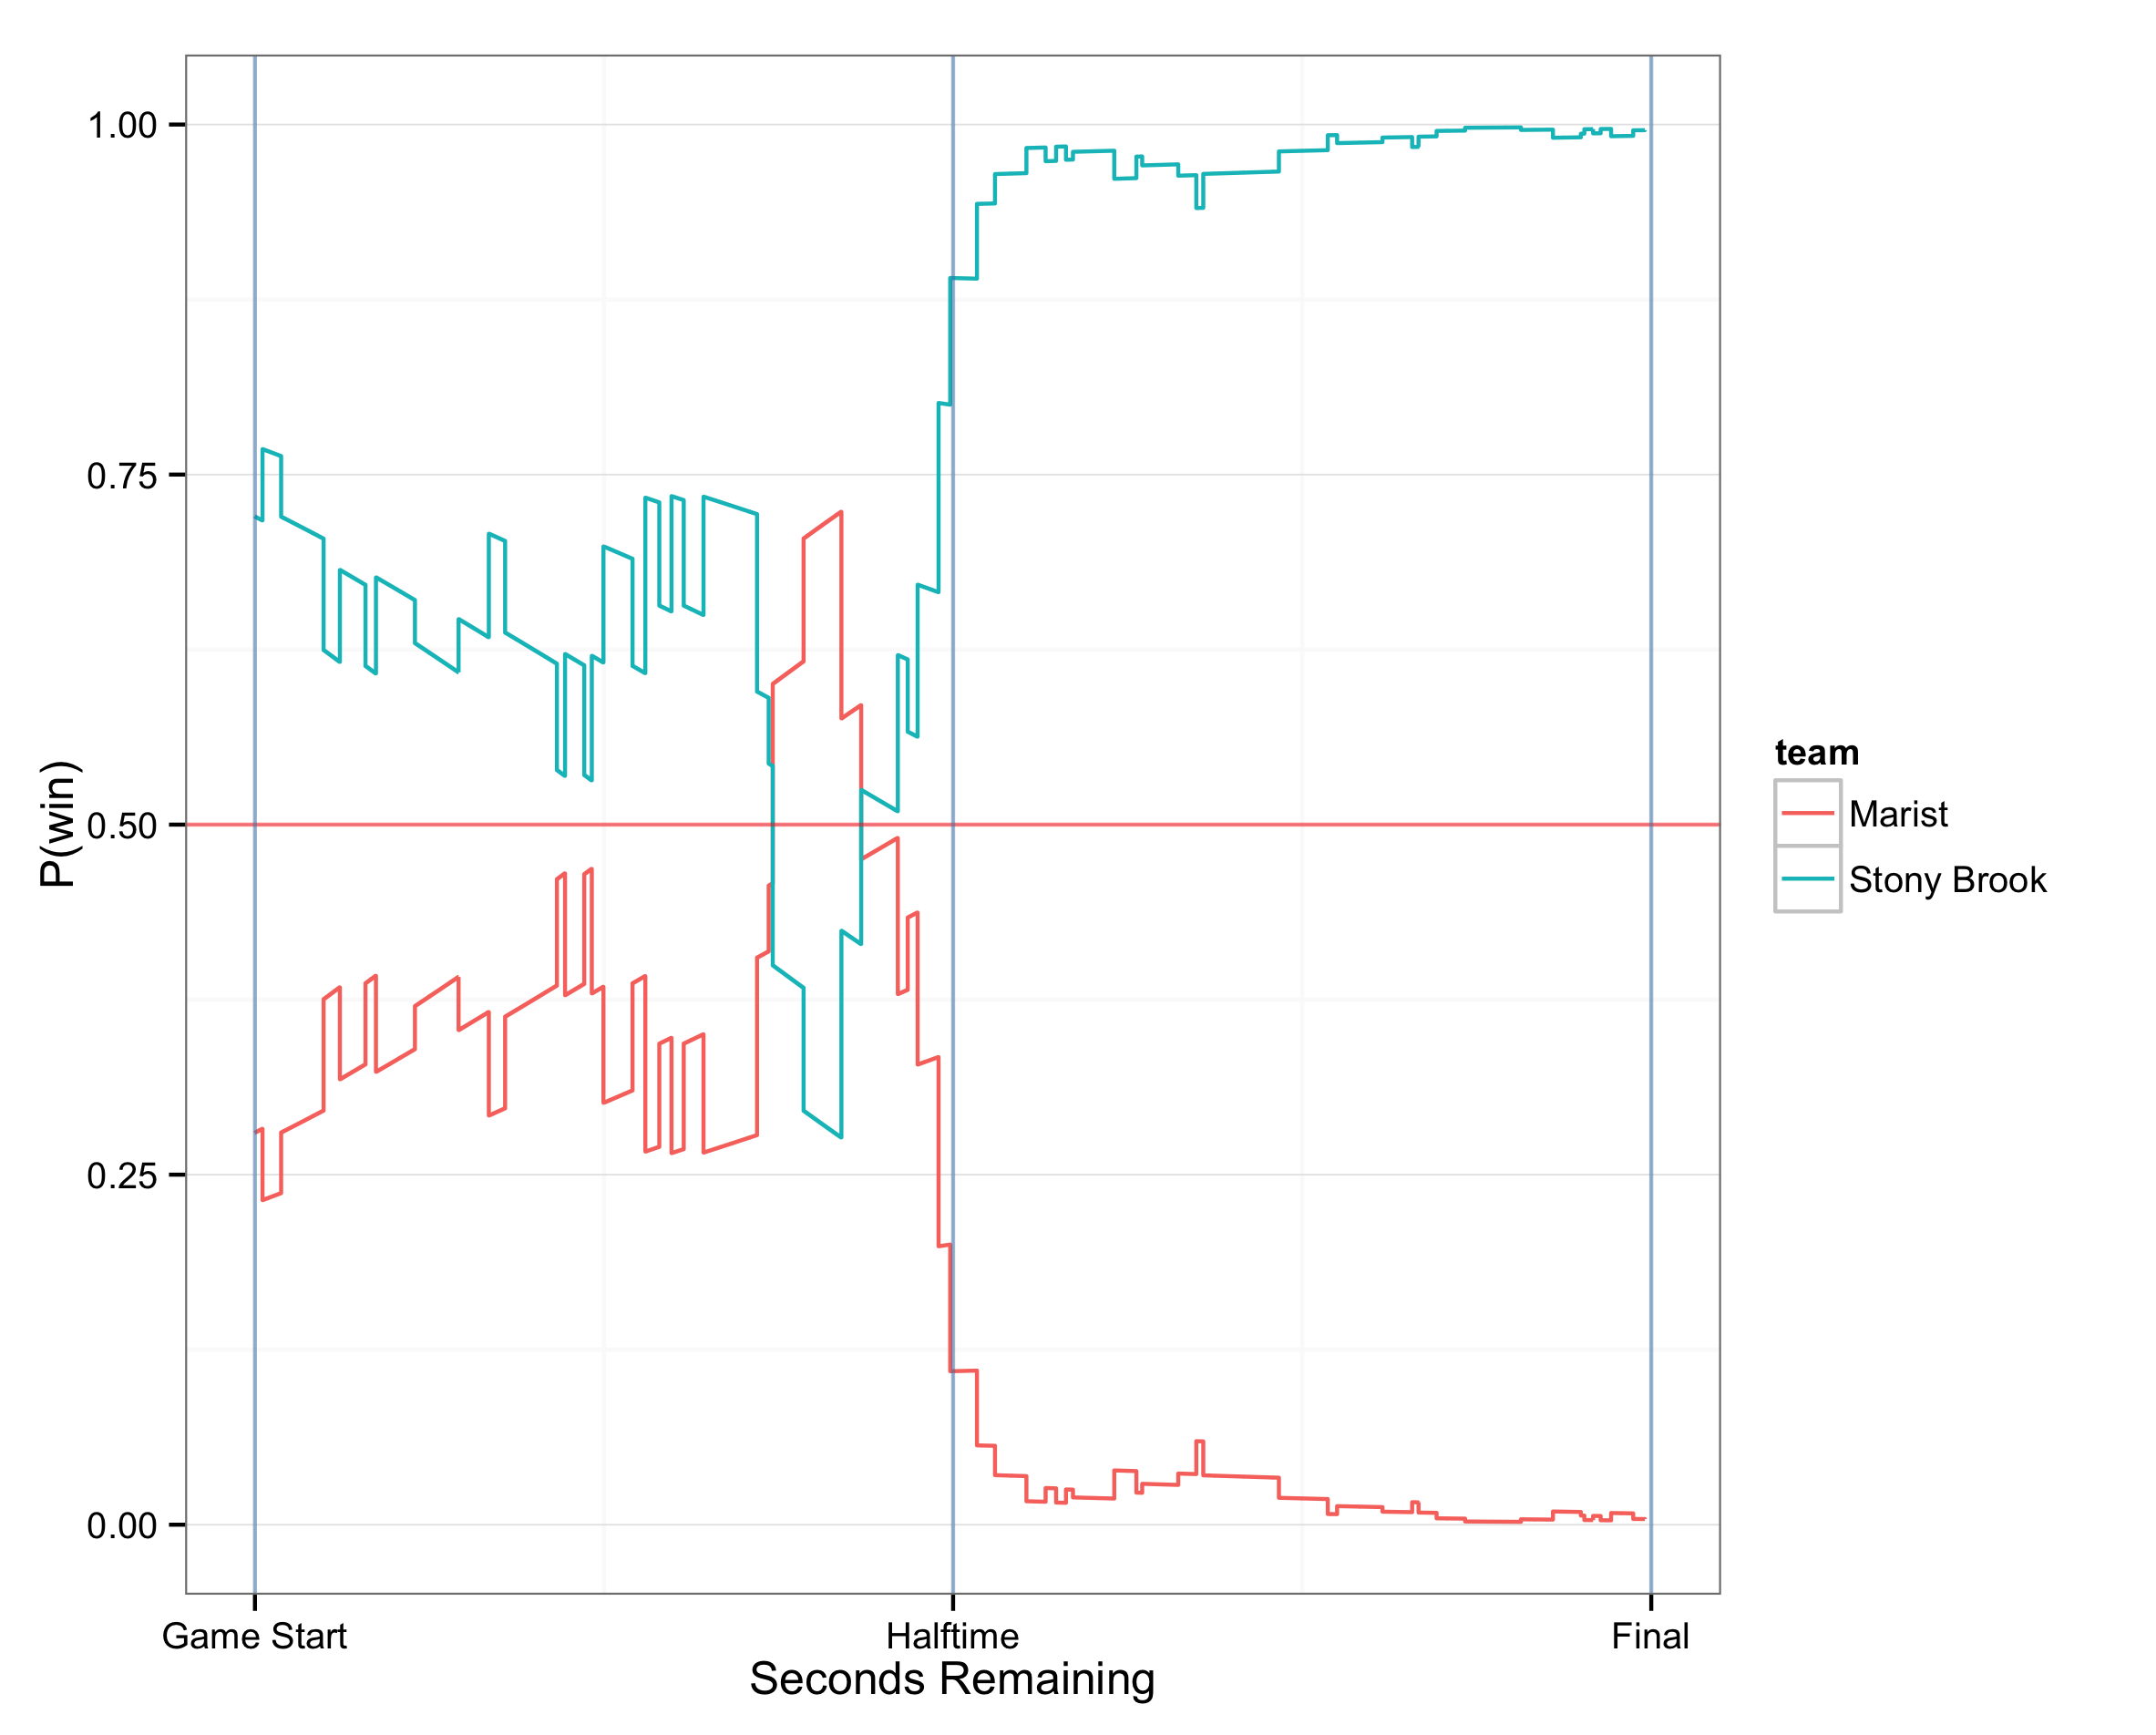 1.00
0.75
0.50
0.25
0.00
P(win)
Game Start
Halftime
Final
Seconds Remaining
team
Marist
Stony Brook